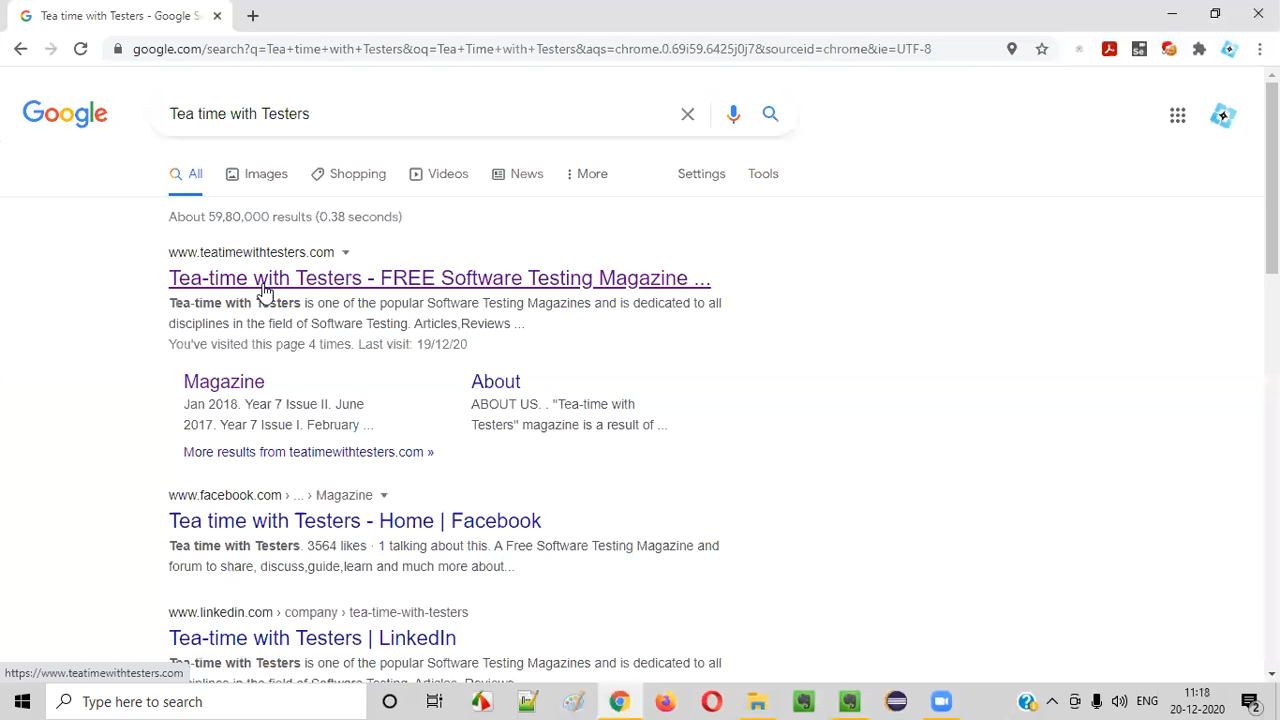 Tea time with Testers - Google S
google.com/search?q=Tea+time+with+Testers&oq=Tea+Time+with+Testers&aqs=chrome.0.69i59.6425j0j7&sourceid=chrome&ie=UTF-8
Google
Tea time with Testers
All Images Shopping Videos News More Settings Tools
About 59,80,000 results (0.38 seconds)
www.teatimewithtesters.com
Tea-time with Testers - FREE Software Testing Magazine ...
Tea-time with Testers is one of the popular Software Testing Magazines and is dedicated to all
disciplines in the field of Software Testing. Articles,Reviews ...
You've visited this page 4 times. Last visit: 19/12/20
Magazine
Jan 2018. Year 7 Issue II. June
2017. Year 7 Issue I. February ...
About
ABOUT US. . "Tea-time with
Testers" magazine is a result of ...
More results from teatimewithtesters.com »
www.facebook.com › ... › Magazine
Tea time with Testers - Home | Facebook
Tea time with Testers. 3564 likes · 1 talking about this. A Free Software Testing Magazine and
forum to share, discuss,guide,learn and much more about...
www.linkedin.com › company › tea-time-with-testers
Tea-time with Testers | LinkedIn
Tea-time with Testers is one of the popular Software Testing Magazines and is dedicated to all
https://www.teatimewithtesters.com
disciplines in the field of Software Testing. Articles, Reviews
Type here to search
ENG
11:18
20-12-2020
2